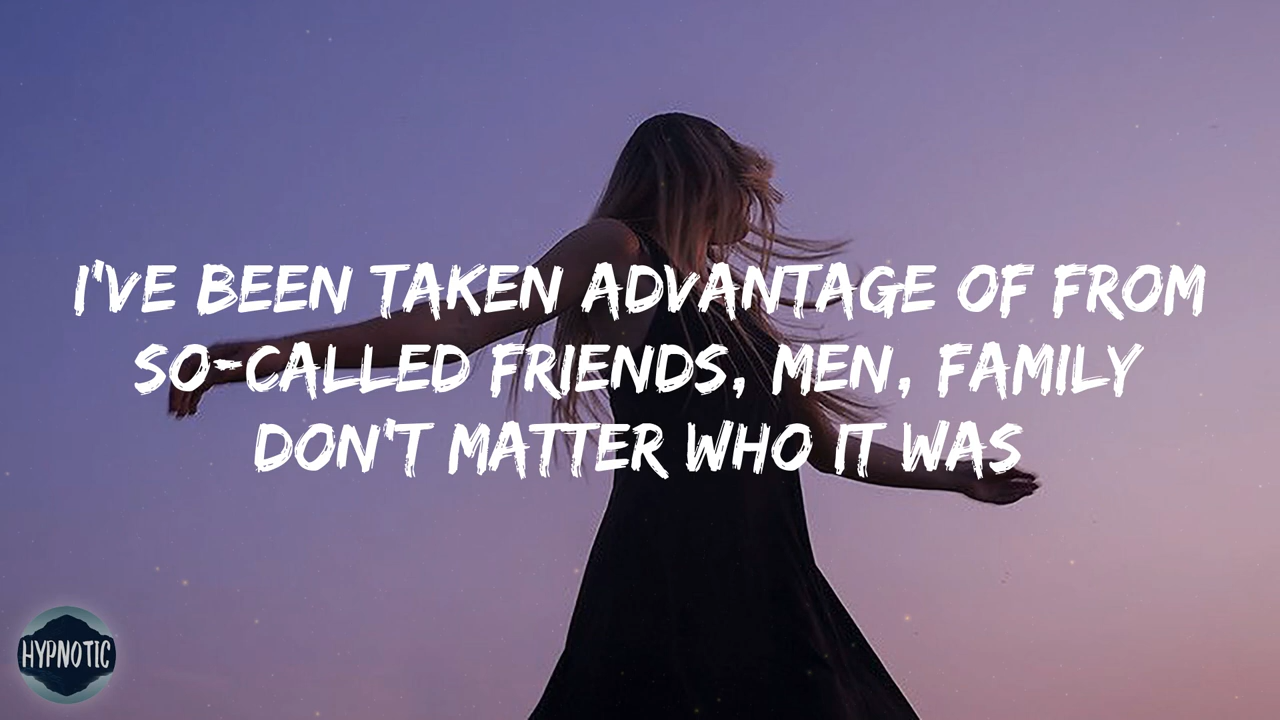 I'VE BEEN TAKEN ADVANTAGE OF FROM
SO-CALLED FRIENDS, MEN, FAMILY
DON'T MATTER WHO IT WAS
HYPNOTIC